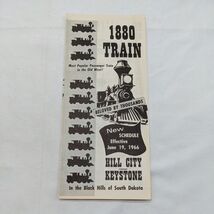 1880
TRAIN
Most Popular Passenger Train
in the Old West!
BELOVED BY THOUSANDS
New
SCHEDULE
Effective
June 19, 1966
HILL CITY
KEYSTONE
In the Black Hills of South Dakota